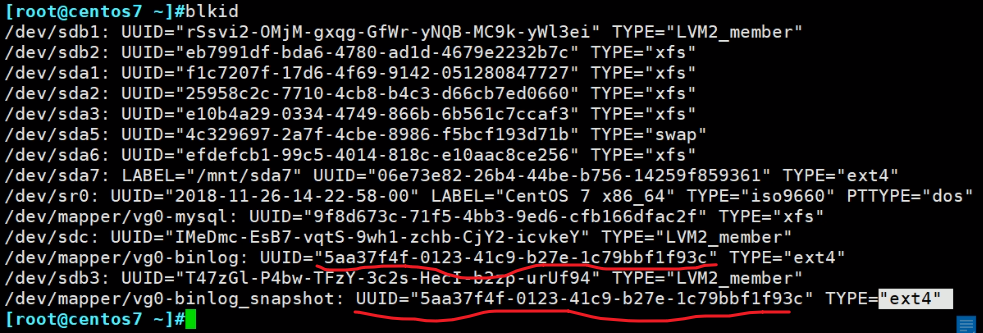 [root@centos7 ~]#blkid
/dev/sdb1: UUID="rSsvi2-OMjM-gxqg-GfWr-yNQB-MC9k-yWl3ei" TYPE="LVM2_member"
/dev/sdb2: UUID="eb7991df-bda6-4780-ad1d-4679e2232b7c" TYPE="xfs"
/dev/sda1: UUID="f1c7207f-17d6-4f69-9142-051280847727" TYPE="xfs"
/dev/sda2: UUID="25958c2c-7710-4cb8-b4c3-d66cb7ed0660" TYPE="xfs"
/dev/sda3: UUID="e10b4a29-0334-4749-866b-6b561c7ccaf3" TYPE="xfs"
/dev/sda5: UUID="4c329697-2a7f-4cbe-8986-f5bcf193d71b" TYPE="swap"
/dev/sda6: UUID="efdefcb1-99c5-4014-818c-e10aac8ce256" TYPE="xfs"
/dev/sda7: LABEL="/mnt/sda7" UUID="06e73e82-26b4-44be-b756-14259f859361" TYPE="ext4"
/dev/sr0: UUID="2018-11-26-14-22-58-00" LABEL="CentOS 7 x86_64" TYPE="iso9660" PTTYPE="dos"
/dev/mapper/vg0-mysql: UUID="9f8d673c-71f5-4bb3-9ed6-cfb166dfac2f" TYPE="xfs"
/dev/sdc: UUID="IMeDmc-EsB7-vqtS-9wh1-zchb-CjY2-icvkeY" TYPE="LVM2_member"
/dev/mapper/vg0-binlog: UUID="5aa37f4f-0123-41c9-b27e-1c79bbf1f93c" TYPE="ext4"
/dev/sdb3: UUID="T47zGl-P4bw-TFzY-3c2s-HecI-b2zp-urUf94" TYPE="LVM2_member"
/dev/mapper/vg0-binlog_snapshot: UUID="5aa37f4f-0123-41c9-b27e-1c79bbf1f93c" TYPE="ext4"
[root@centos7 ~]#